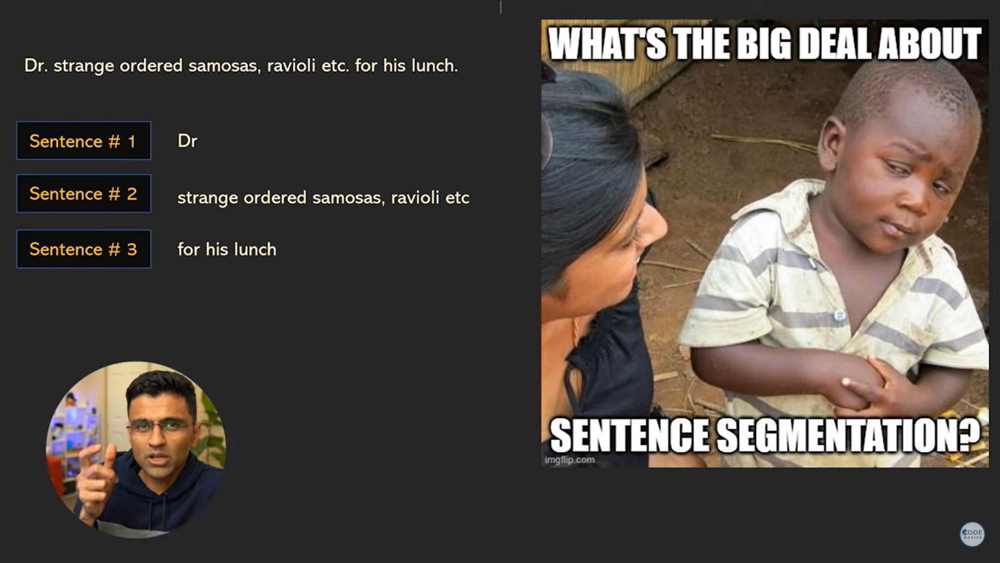 Dr. strange ordered samosas, ravioli etc. for his lunch.
Sentence # 1
Dr
Sentence # 2
strange ordered samosas, ravioli etc
Sentence # 3
for his lunch
WHAT'S THE BIG DEAL ABOUT
SENTENCE SEGMENTATION?
imgflip.com
CODE
BASICS